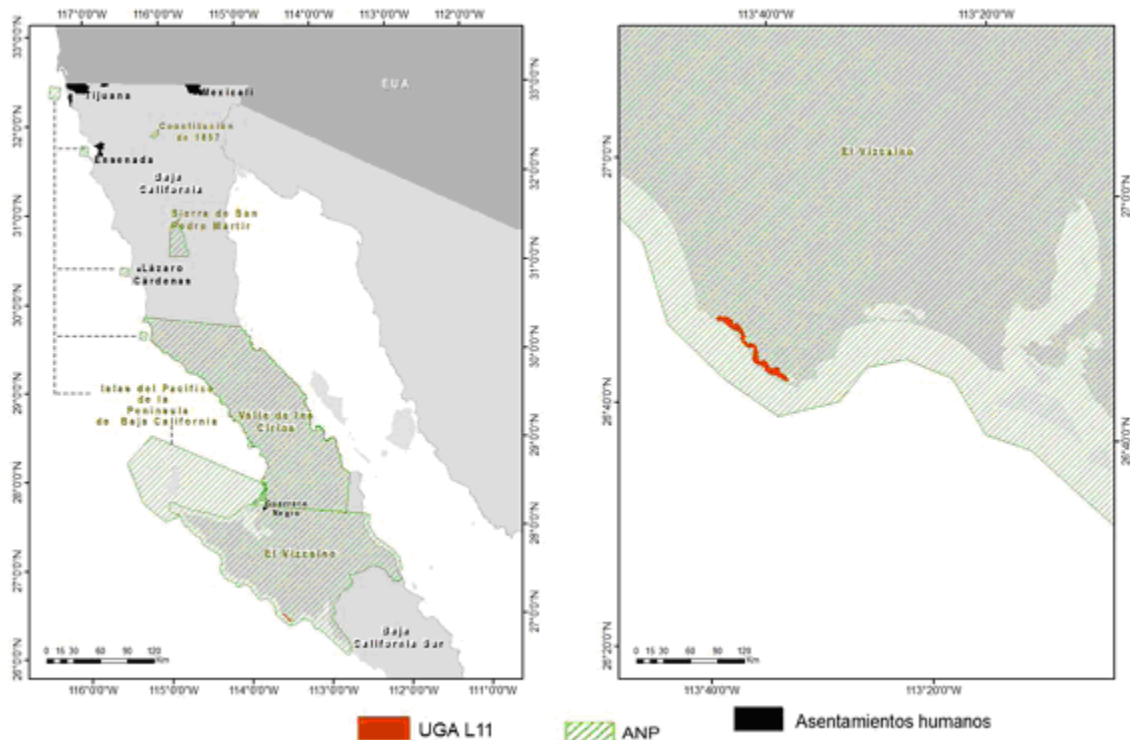 117°0'0"W 116°0'0"W 115°0'0"W 114°0'0"W 113°0'0"W 112°0'0"W
33°0'0"N
32°0'0"N
31°0'0"N
30°0'0"N
29°0'0"N
28°0'0"N
27°0'0"N
26°0'0"N
EUA
Tijuana
Mexicali
Constitución
de 1857
Ensenada
Baja
California
Sierra de San
Pedro Martir
Lázaro
Cárdenas
Islas del Pacífico
de la
Peninsula
de Baja California
Valle de los
Cirios
Guerrero
Negro
El Vizcaino
Baja
California Sur
0 15 30 60 90 120
Km
33°0'0"N
32°0'0"N
31°0'0"N
30°0'0"N
29°0'0"N
28°0'0"N
27°0'0"N
116°0'0"W 115°0'0"W 114°0'0"W 113°0'0"W 112°0'0"W 111°0'0"W
113°40'0"W 113°20'0"W
27°0'0"N
26°40'0"N
26°20'0"N
El Vizcaino
0 15 30 60 90 120
Km
27°0'0"N
26°40'0"N
113°40'0"W 113°20'0"W
UGA L11
ANP
Asentamientos humanos